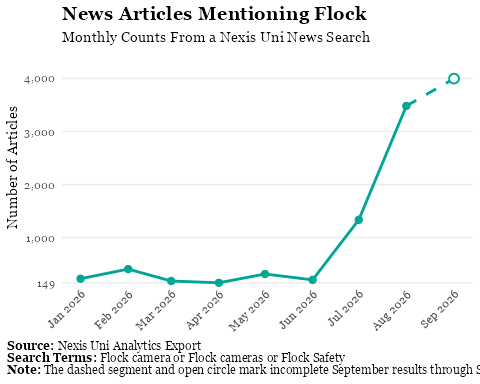 News Articles Mentioning Flock
Monthly Counts From a Nexis Uni News Search
Number of Articles
4,000
3,000
2,000
1,000
149
Jan 2026
Feb 2026
Mar 2026
Apr 2026
May 2026
Jun 2026
Jul 2026
Aug 2026
Sep 2026
Source: Nexis Uni Analytics Export
Search Terms: Flock camera or Flock cameras or Flock Safety
Note: The dashed segment and open circle mark incomplete September results through